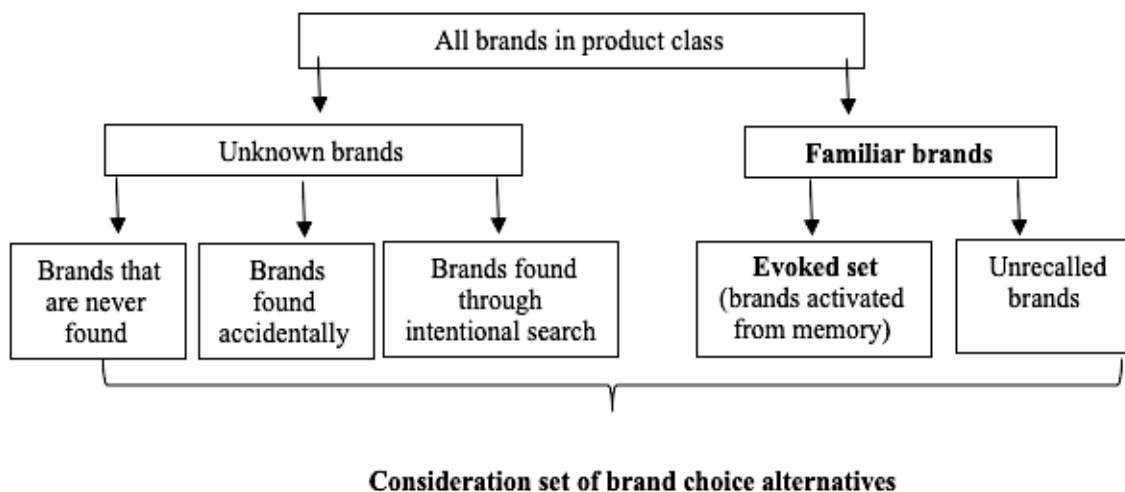 All brands in product class
Unknown brands
Familiar brands
Brands that
are never
found
Brands
found
accidentally
Brands found
through
intentional search
Evoked set
(brands activated
from memory)
Unrecalled
brands
Consideration set of brand choice alternatives